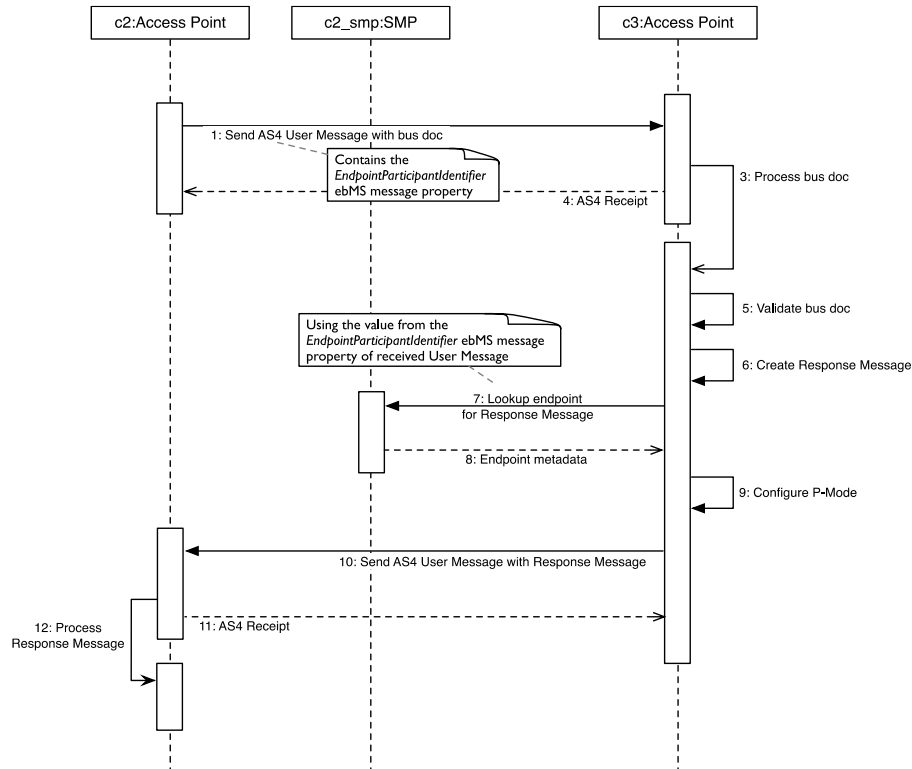 c2:Access Point
c2_smp:SMP
c3:Access Point
1: Send AS4 User Message with bus doc
Contains the
EndpointParticipantIdentifier
ebMS message property
3: Process bus doc
4: AS4 Receipt
5: Validate bus doc
Using the value from the
EndpointParticipantIdentifier ebMS message
property of received User Message
6: Create Response Message
7: Lookup endpoint
for Response Message
8: Endpoint metadata
9: Configure P-Mode
10: Send AS4 User Message with Response Message
11: AS4 Receipt
12: Process
Response Message